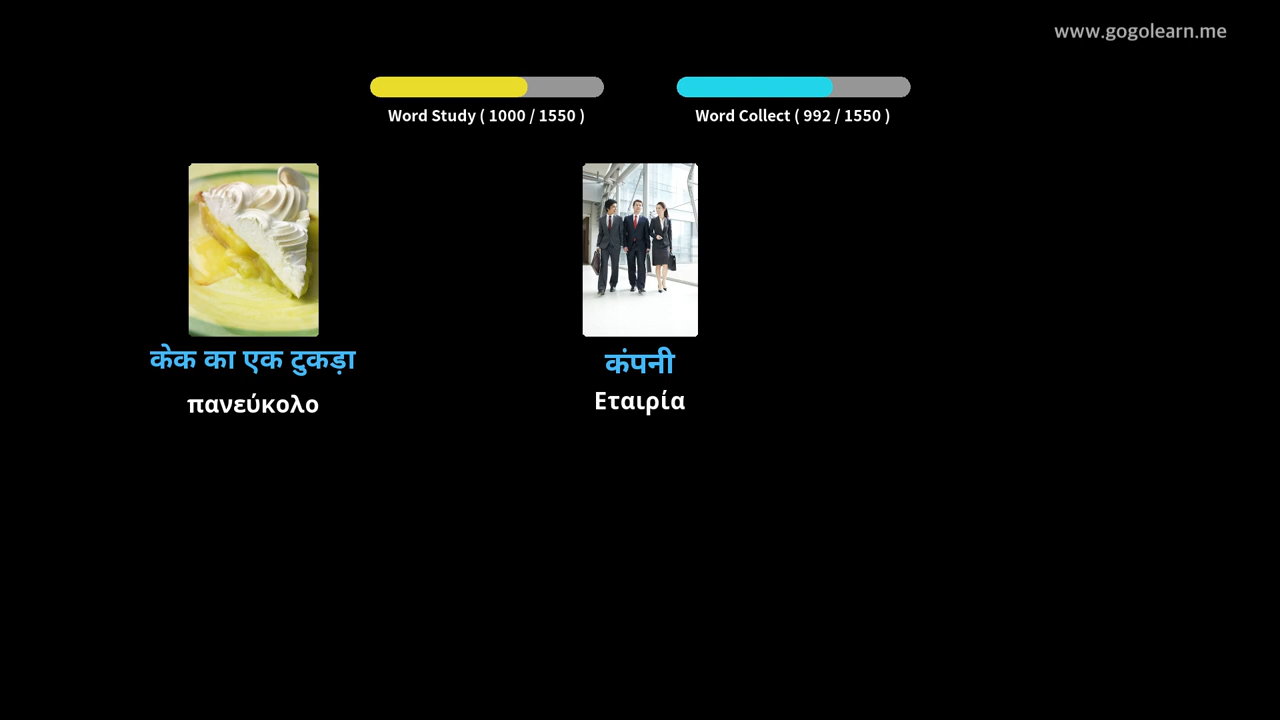 www.gogolearn.me
Word Study ( 1000 / 1550 )
Word Collect ( 992 / 1550 )
केक का एक टुकड़ा
πανεύκολο
कंपनी
Εταιρία